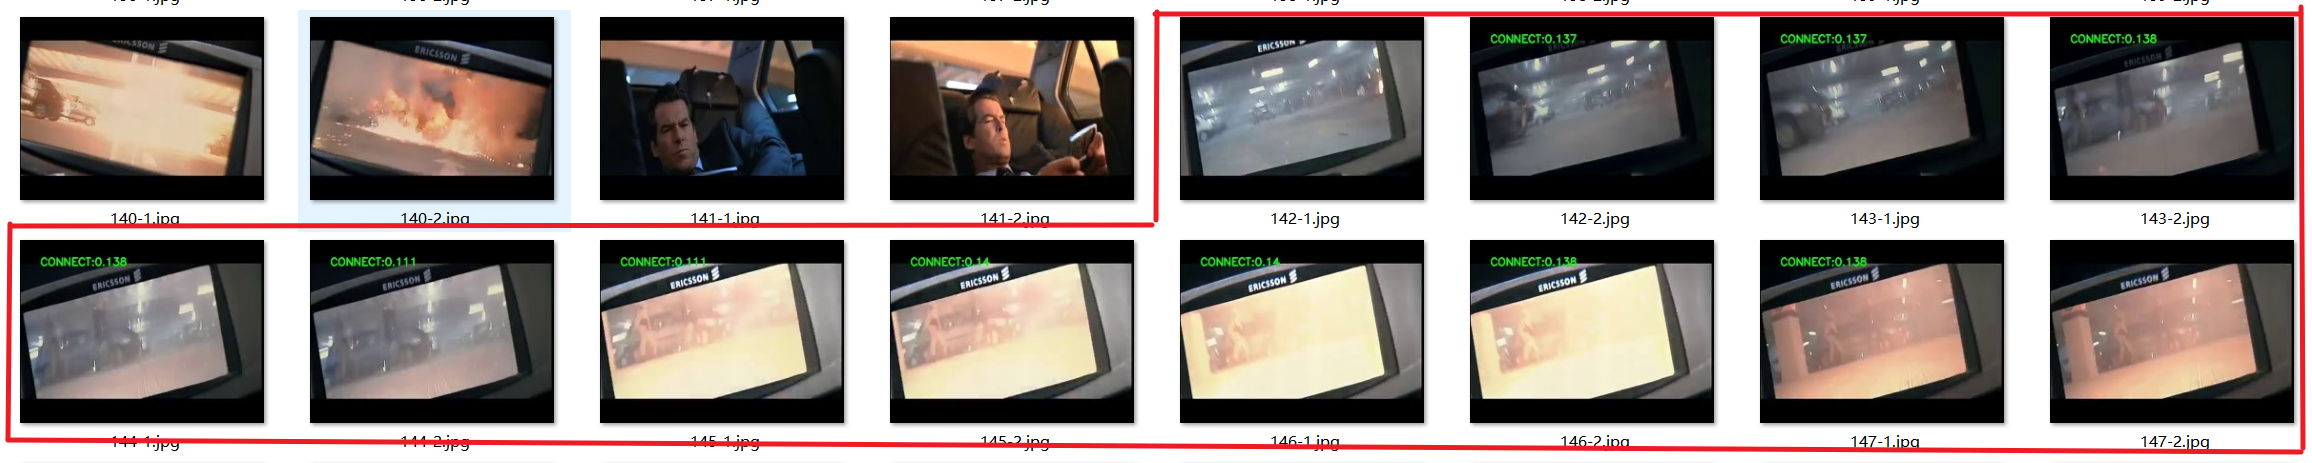 ERICSSON
ERICSSON
ERICSSON
CONNECT:0.137
CONNECT:0.137
CONNECT:0.138
ERICSSON
140-1.jpg
140-2.jpg
141-1.jpg
141-2.jpg
142-1.jpg
142-2.jpg
143-1.jpg
143-2.jpg
CONNECT:0.138
ERICSSON
CONNECT:0.111
ERICSSON
CONNECT:0.111
ERICSSON
CONNECT:0.14
ERICSSON
CONNECT:0.14
ERICSSON
CONNECT:0.138
ERICSSON
CONNECT:0.138
ERICSSON
ERICSSON
144-1.jpg
144-2.jpg
145-1.jpg
145-2.jpg
146-1.jpg
146-2.jpg
147-1.jpg
147-2.jpg